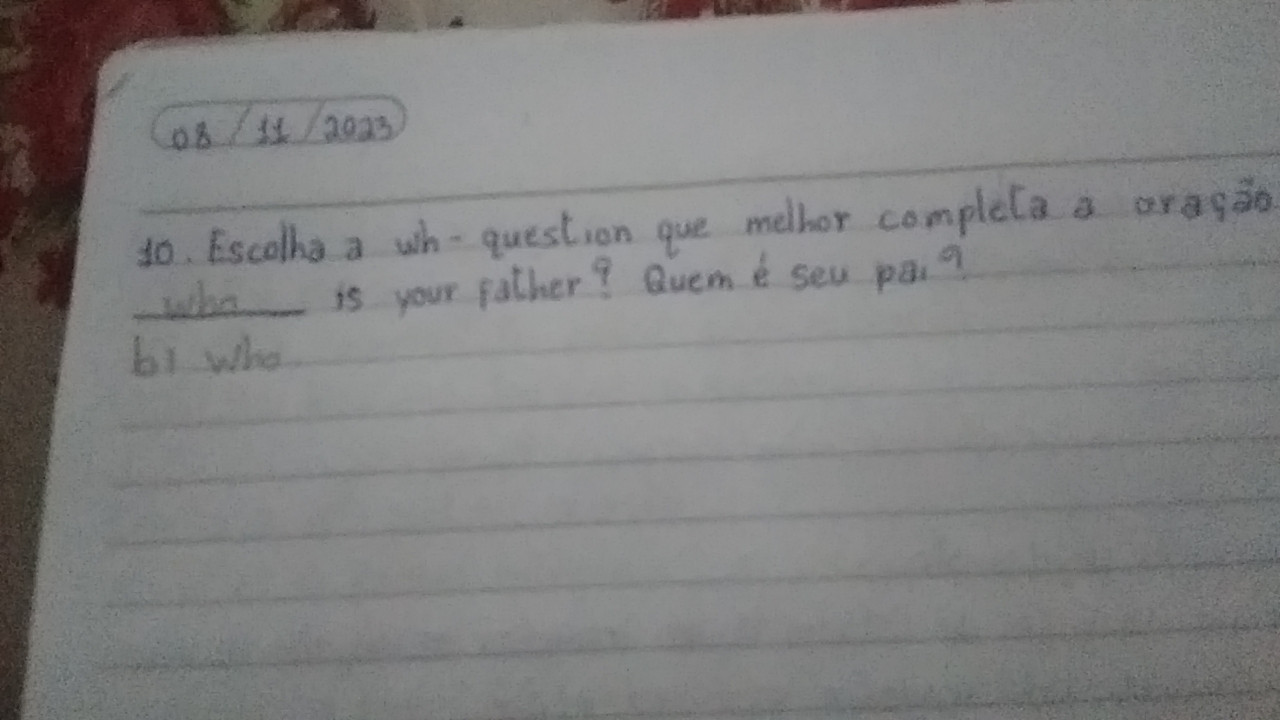 08/11/2023
10. Escolha a wh-question que melhor completa a oração.
who is your father? Quem é seu pai?
b) who